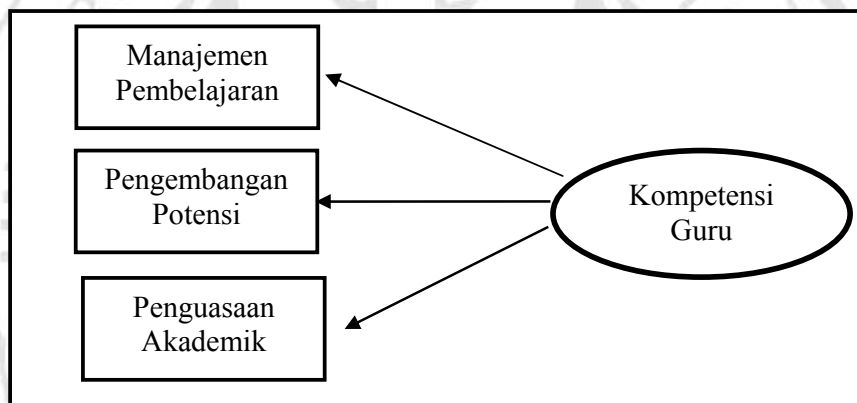 Manajemen
Pembelajaran
Pengembangan
Potensi
Penguasaan
Akademik
Kompetensi
Guru